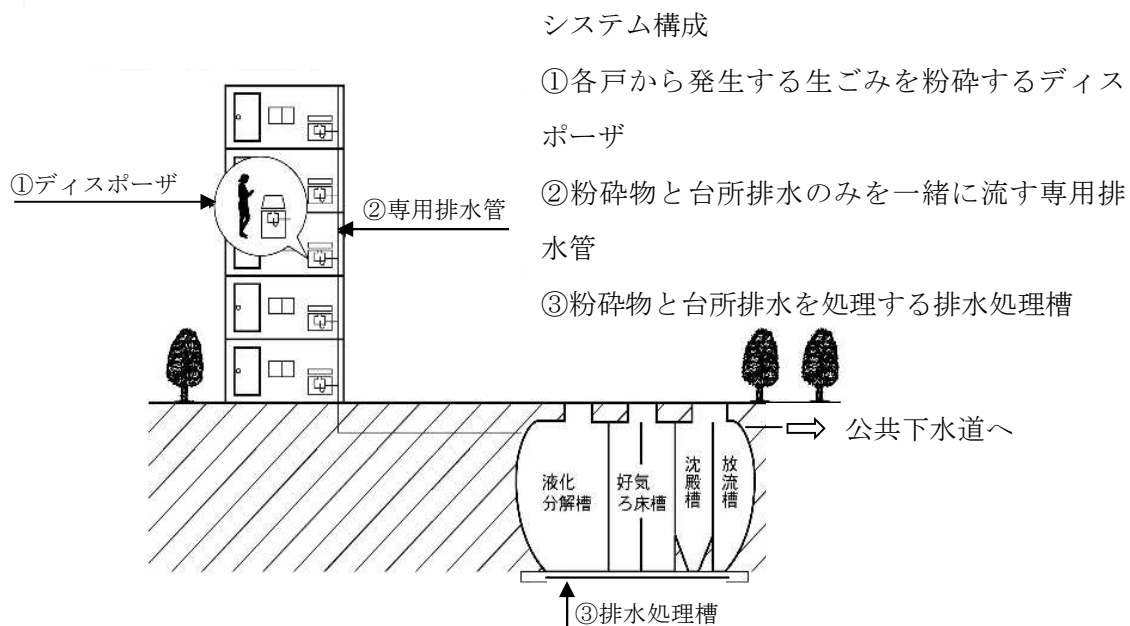 システム構成
①各戸から発生する生ごみを粉砕するディス
ポーザ
②粉砕物と台所排水のみを一緒に流す専用排
水管
③粉砕物と台所排水を処理する排水処理槽
①ディスポーザ
②専用排水管
公共下水道へ
液化
分解槽
好気
ろ床槽
沈殿槽
放流槽
③排水処理槽